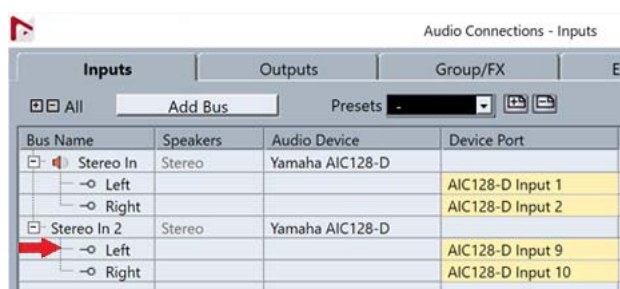 Audio Connections - Inputs
Inputs Outputs Group/FX E
All Add Bus Presets -
Bus Name Speakers Audio Device Device Port
Stereo In Stereo Yamaha AIC128-D
Left AIC128-D Input 1
Right AIC128-D Input 2
Stereo In 2 Stereo Yamaha AIC128-D
Left AIC128-D Input 9
Right AIC128-D Input 10